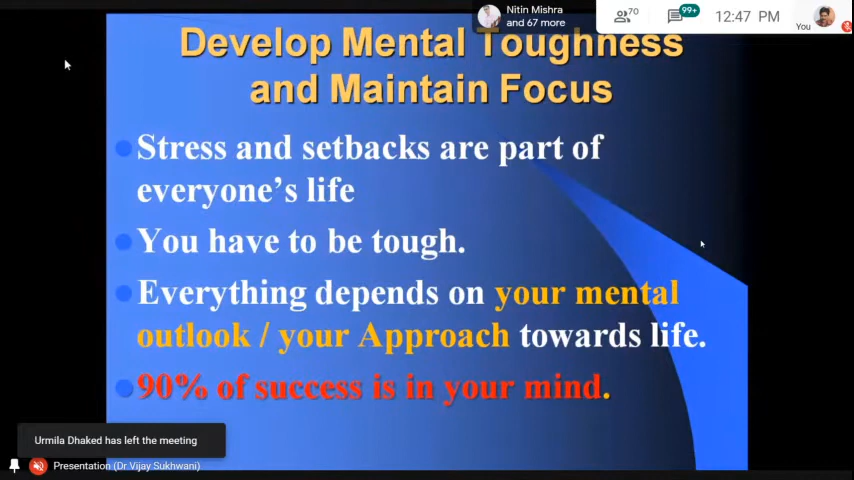 Nitin Mishra
and 67 more
70
99+
12:47 PM
You
Develop Mental Toughness
and Maintain Focus
Stress and setbacks are part of
everyone's life
You have to be tough.
Everything depends on your mental
outlook / your Approach towards life.
90% of success is in your mind.
Urmila Dhaked has left the meeting
Presentation (Dr Vijay Sukhwani)